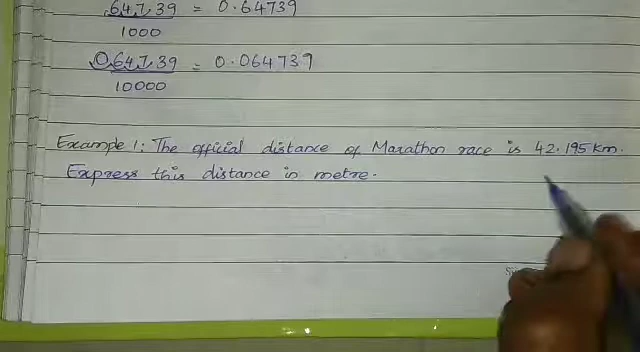 647.39 = 0.64739
1000
0647.39 = 0.064739
10000
Example 1: The official distance of Marathon race is 42.195 km.
Express this distance in metre.